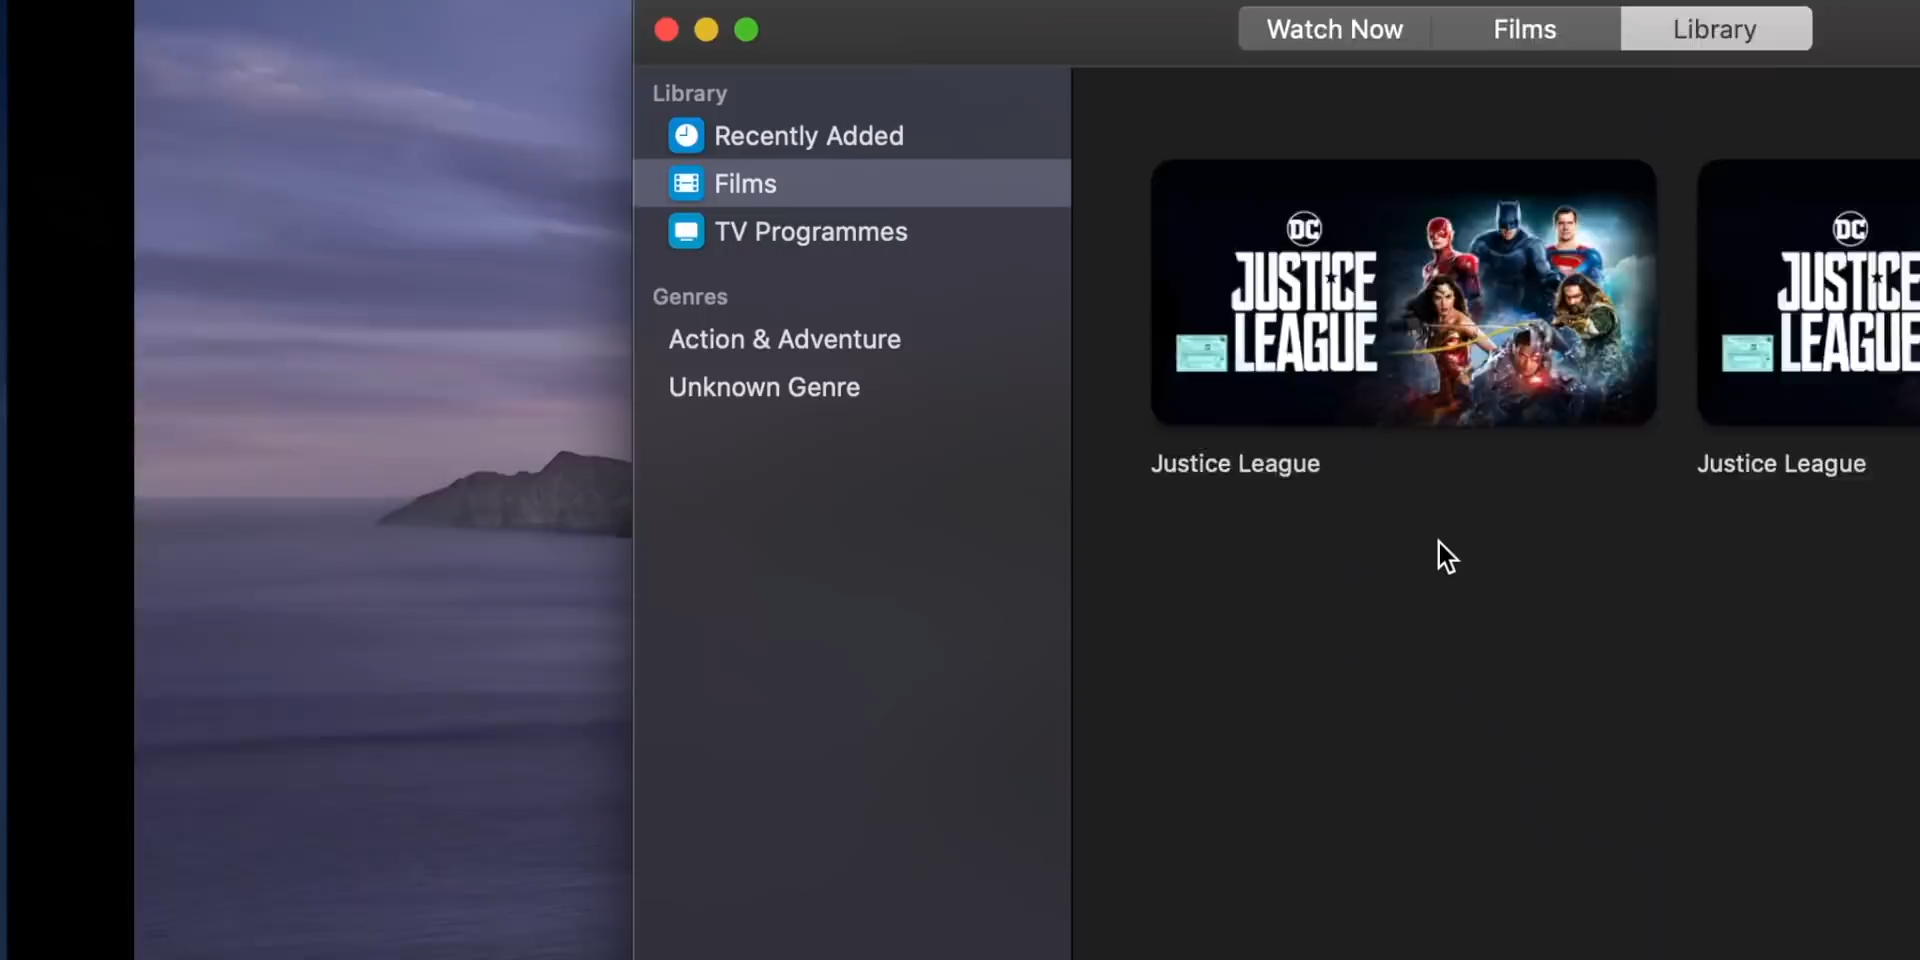 Watch Now
Films
Library
Library
Recently Added
Films
TV Programmes
Genres
Action & Adventure
Unknown Genre
DC
JUSTICE
LEAGUE
Justice League
DC
JUSTICE
LEAGUE
Justice League